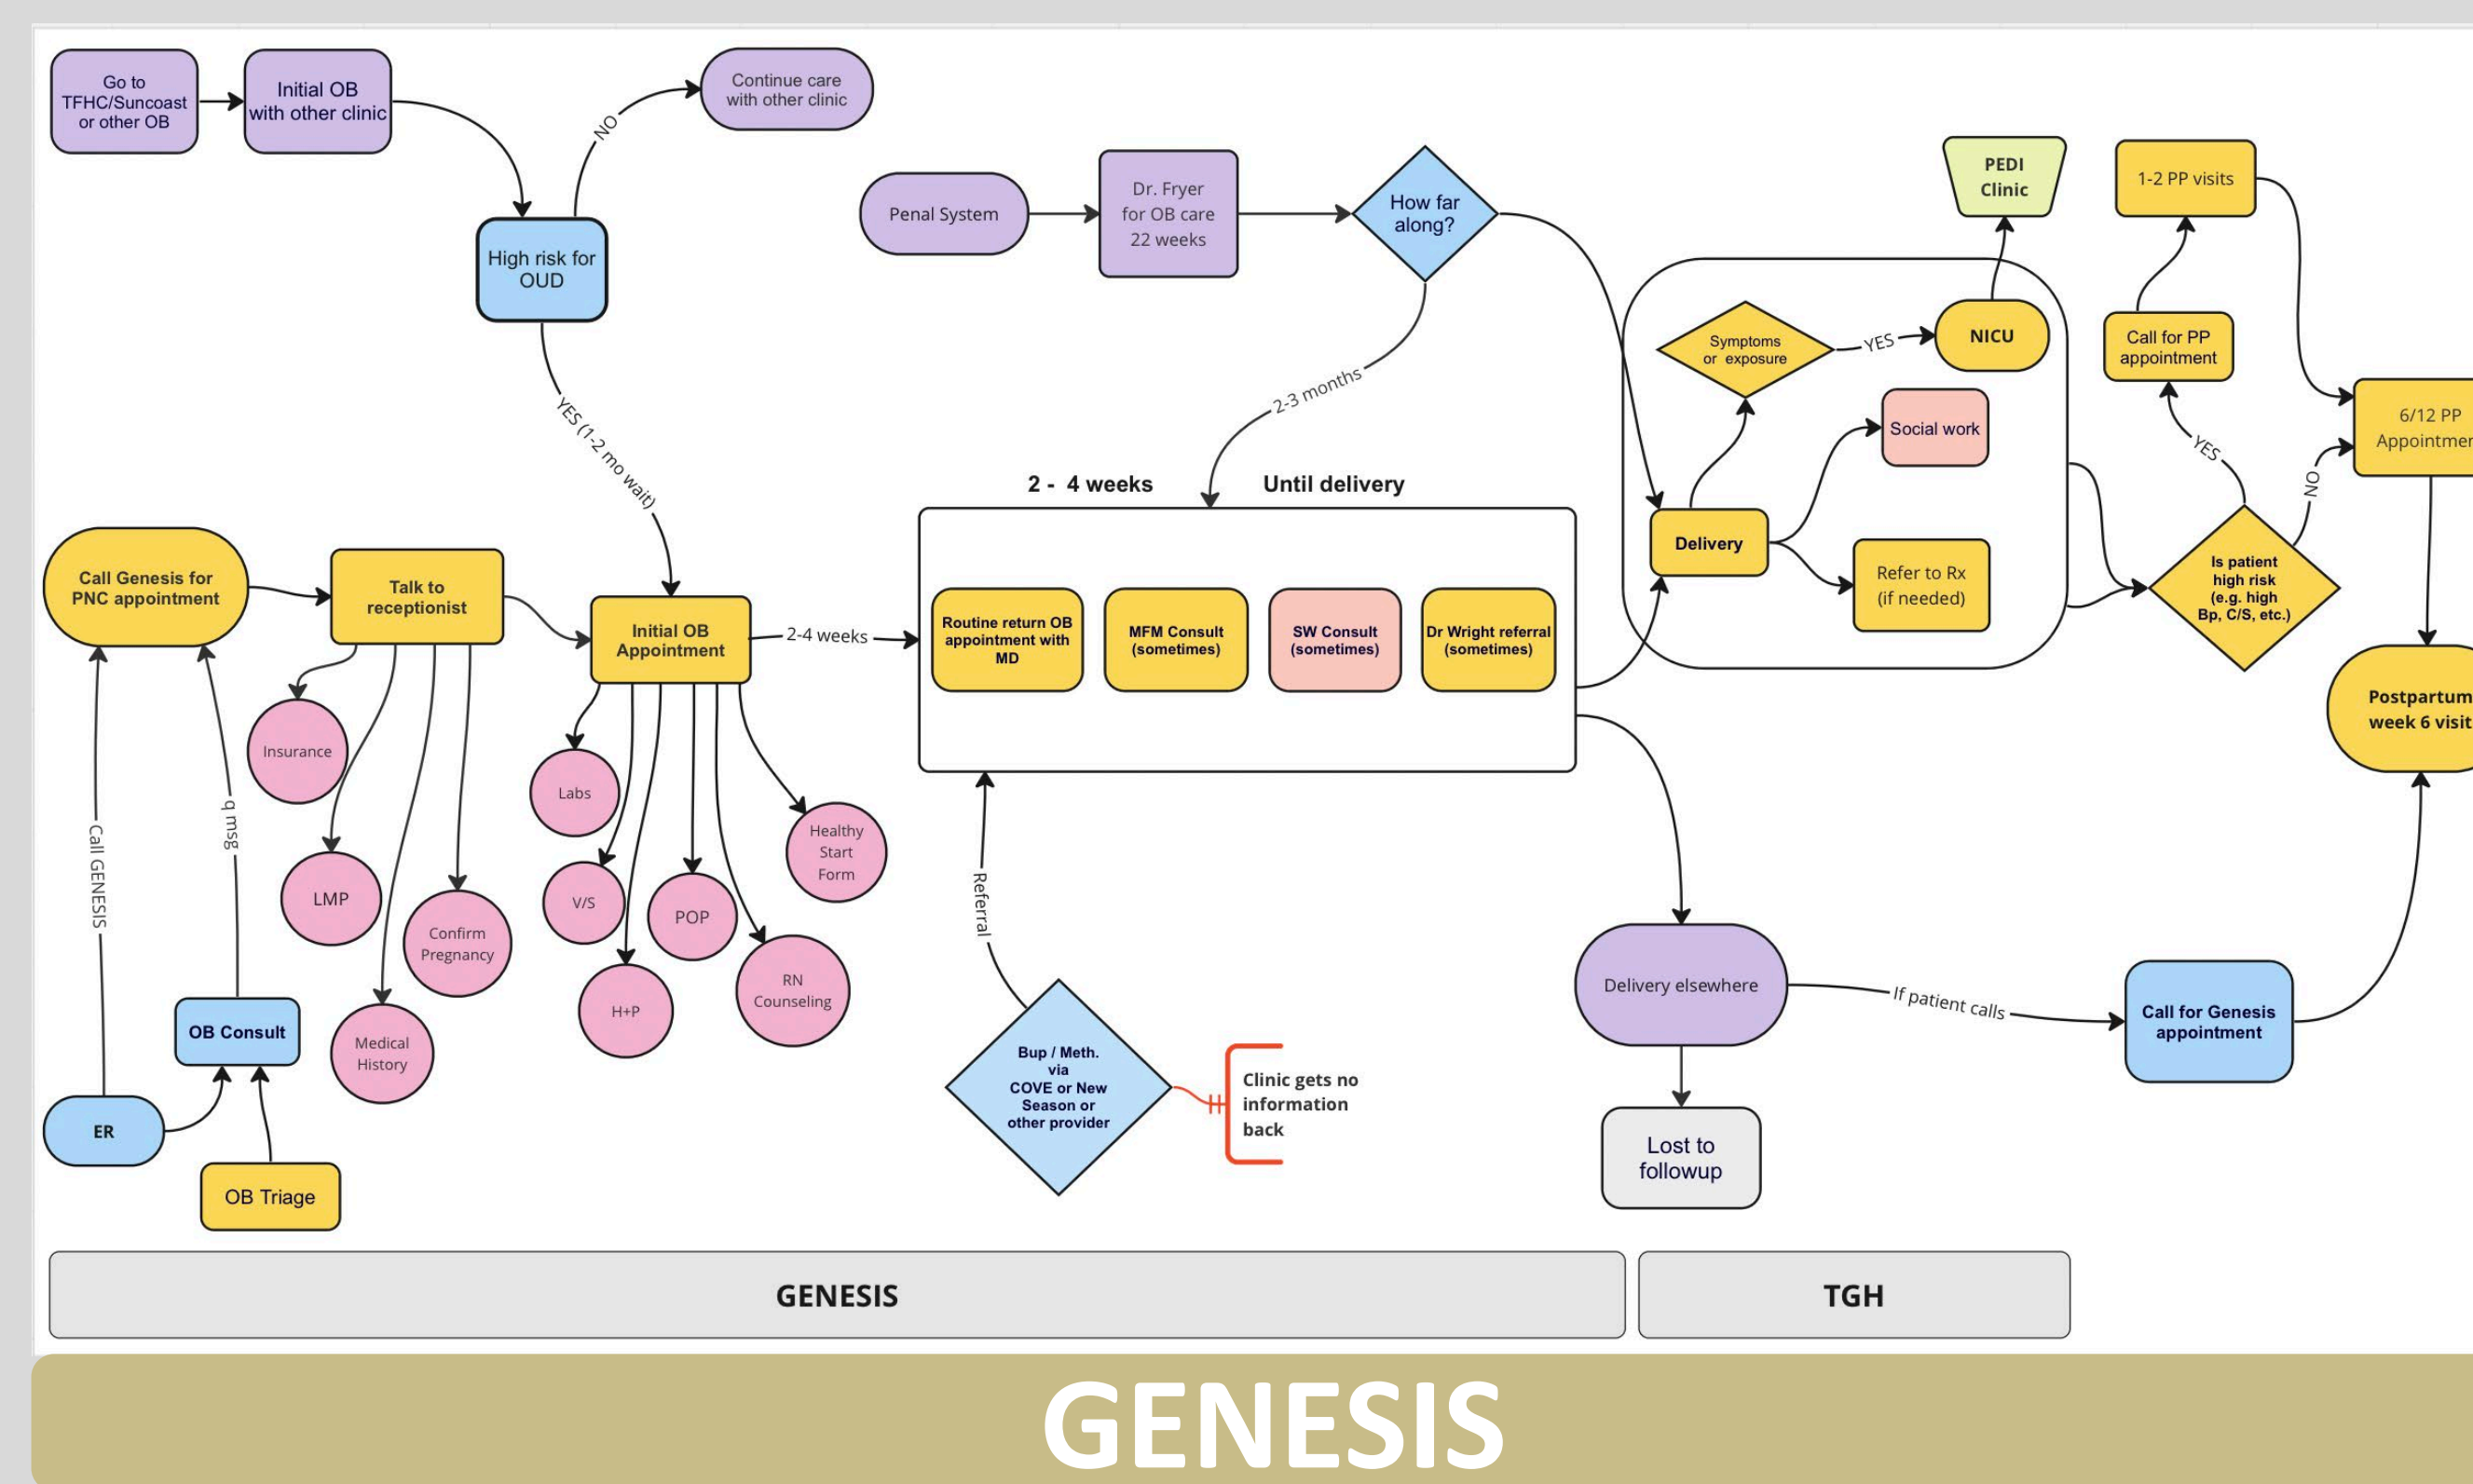 Go to
TFHC/Suncoast
or other OB
Initial OB
with other clinic
NO
Continue care
with other clinic
High risk for
OUD
YES (1-2 mo wait)
Penal System
Dr. Fryer
for OB care
22 weeks
How far
along?
2-3 months
PEDI
Clinic
1-2 PP visits
Symptoms
or exposure
YES
NICU
Call for PP
appointment
Social work
6/12 PP
YES
NO
2 - 4 weeks
Until delivery
Call Genesis for
PNC appointment
Talk to
receptionist
Initial OB
Appointment
2-4 weeks
Routine return OB
appointment with
MD
MFM Consult
(sometimes)
SW Consult
(sometimes)
Dr Wright referral
(sometimes)
Delivery
Refer to Rx
(if needed)
Is patient
high risk
(e.g. high
Bp, C/S, etc.)
Postpartum
week 6 visit
Insurance
LMP
Medical
History
Confirm
Pregnancy
Labs
V/S
H+P
POP
RN
Counseling
Healthy
Start
Form
Call GENESIS
q msg
OB Consult
ER
OB Triage
Referral
Bup / Meth.
via
COVE or New
Season or
other provider
Clinic gets no
information
back
Delivery elsewhere
If patient calls
Call for Genesis
appointment
Lost to
followup
GENESIS
TGH
GENESIS